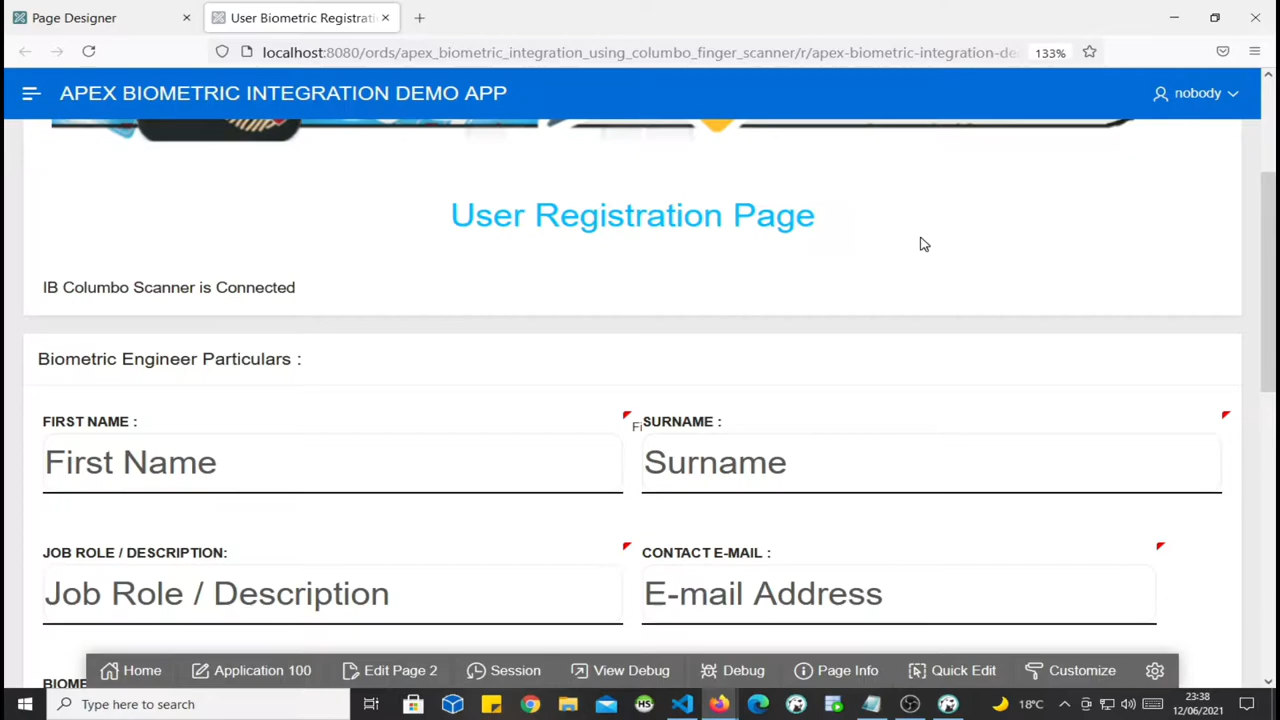 Page Designer
User Biometric Registrati
localhost:8080/ords/apex_biometric_integration_using_columbo_finger_scanner/r/apex-biometric-integration-de
133%
APEX BIOMETRIC INTEGRATION DEMO APP
nobody
User Registration Page
IB Columbo Scanner is Connected
Biometric Engineer Particulars :
FIRST NAME :
Fi
SURNAME :
First Name
Surname
JOB ROLE / DESCRIPTION:
CONTACT E-MAIL :
Job Role / Description
E-mail Address
BIOME
Home
Application 100
Edit Page 2
Session
View Debug
Debug
Page Info
Quick Edit
Customize
Type here to search
HS
18°C
23:38
12/06/2021